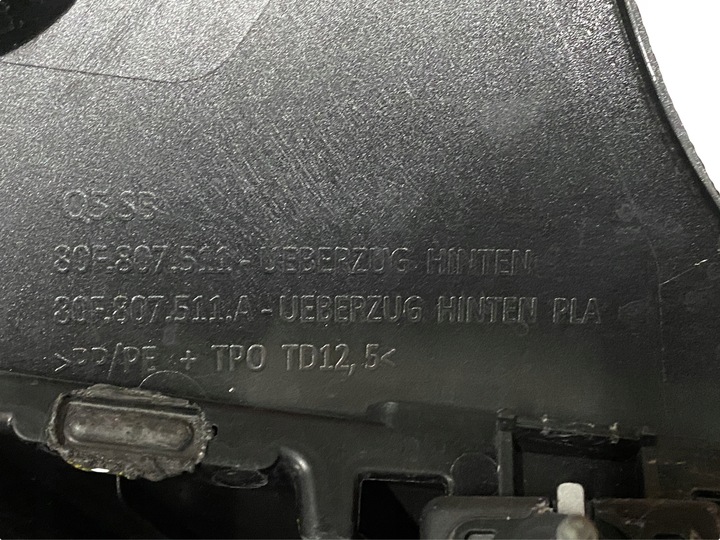 Q5 SB
80F.807.511 - UEBERZUG HINTEN
80F.807.511.A - UEBERZUG HINTEN PLA
>PP/PE + TPO TD12,5<